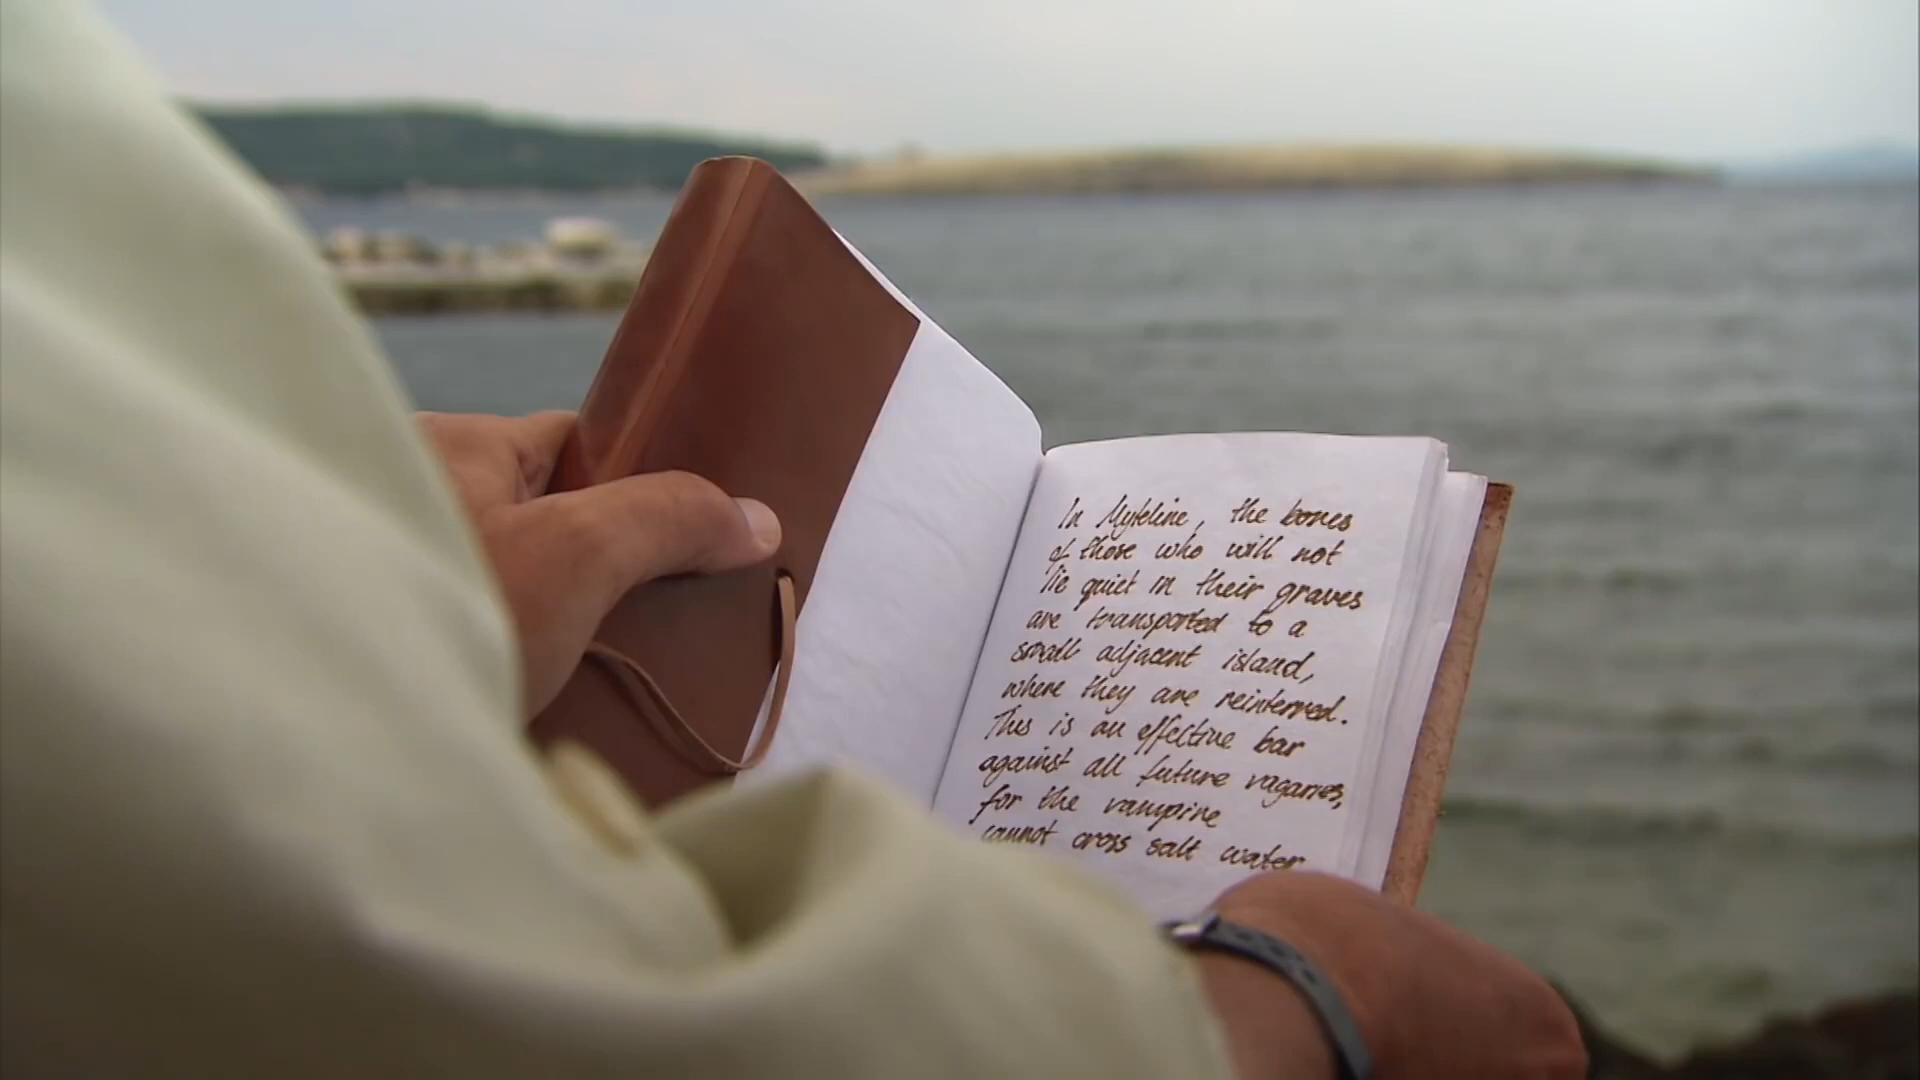 In Myteline, the bones
of those who will not
lie quiet in their graves
are transported to a
small adjacent island,
where they are reinterred.
This is an effective bar
against all future vagaries,
for the vampire
cannot cross salt water